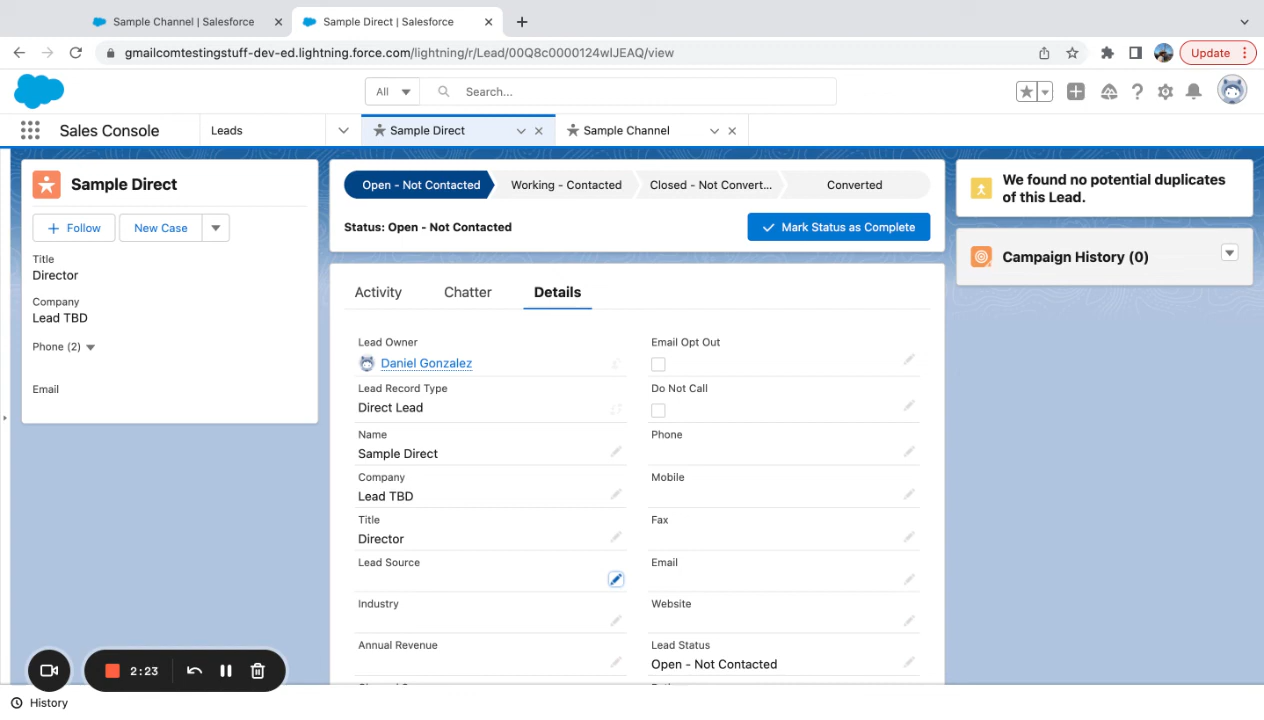 Sample Channel | Salesforce
Sample Direct | Salesforce
gmailcomtestingstuff-dev-ed.lightning.force.com/lightning/r/Lead/00Q8c0000124wIJEAQ/view
Update
All
Search...
Sales Console
Leads
Sample Direct
Sample Channel
Sample Direct
Follow
New Case
Title
Director
Company
Lead TBD
Phone (2)
Email
Open - Not Contacted
Working - Contacted
Closed - Not Convert...
Converted
Status: Open - Not Contacted
Mark Status as Complete
Activity
Chatter
Details
Lead Owner
Daniel Gonzalez
Lead Record Type
Direct Lead
Name
Sample Direct
Company
Lead TBD
Title
Director
Lead Source
Industry
Annual Revenue
Email Opt Out
Do Not Call
Phone
Mobile
Fax
Email
Website
Lead Status
Open - Not Contacted
We found no potential duplicates
of this Lead.
Campaign History (0)
2:23
History